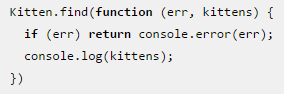 Kitten.find(function (err, kittens) {
  if (err) return console.error(err);
  console.log(kittens);
})